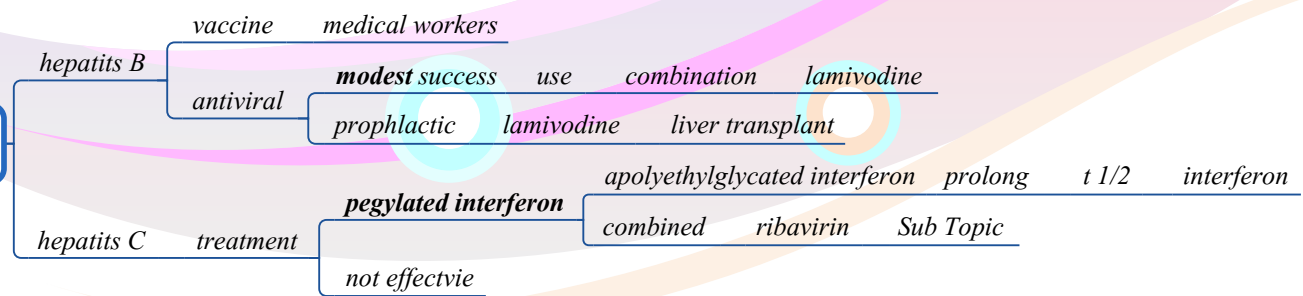 vaccine medical workers
hepatits B
modest success use combination lamivodine
antiviral
prophlactic lamivodine liver transplant
apolyethylglycated interferon prolong t 1/2 interferon
pegylated interferon
combined ribavirin Sub Topic
hepatits C treatment
not effectvie